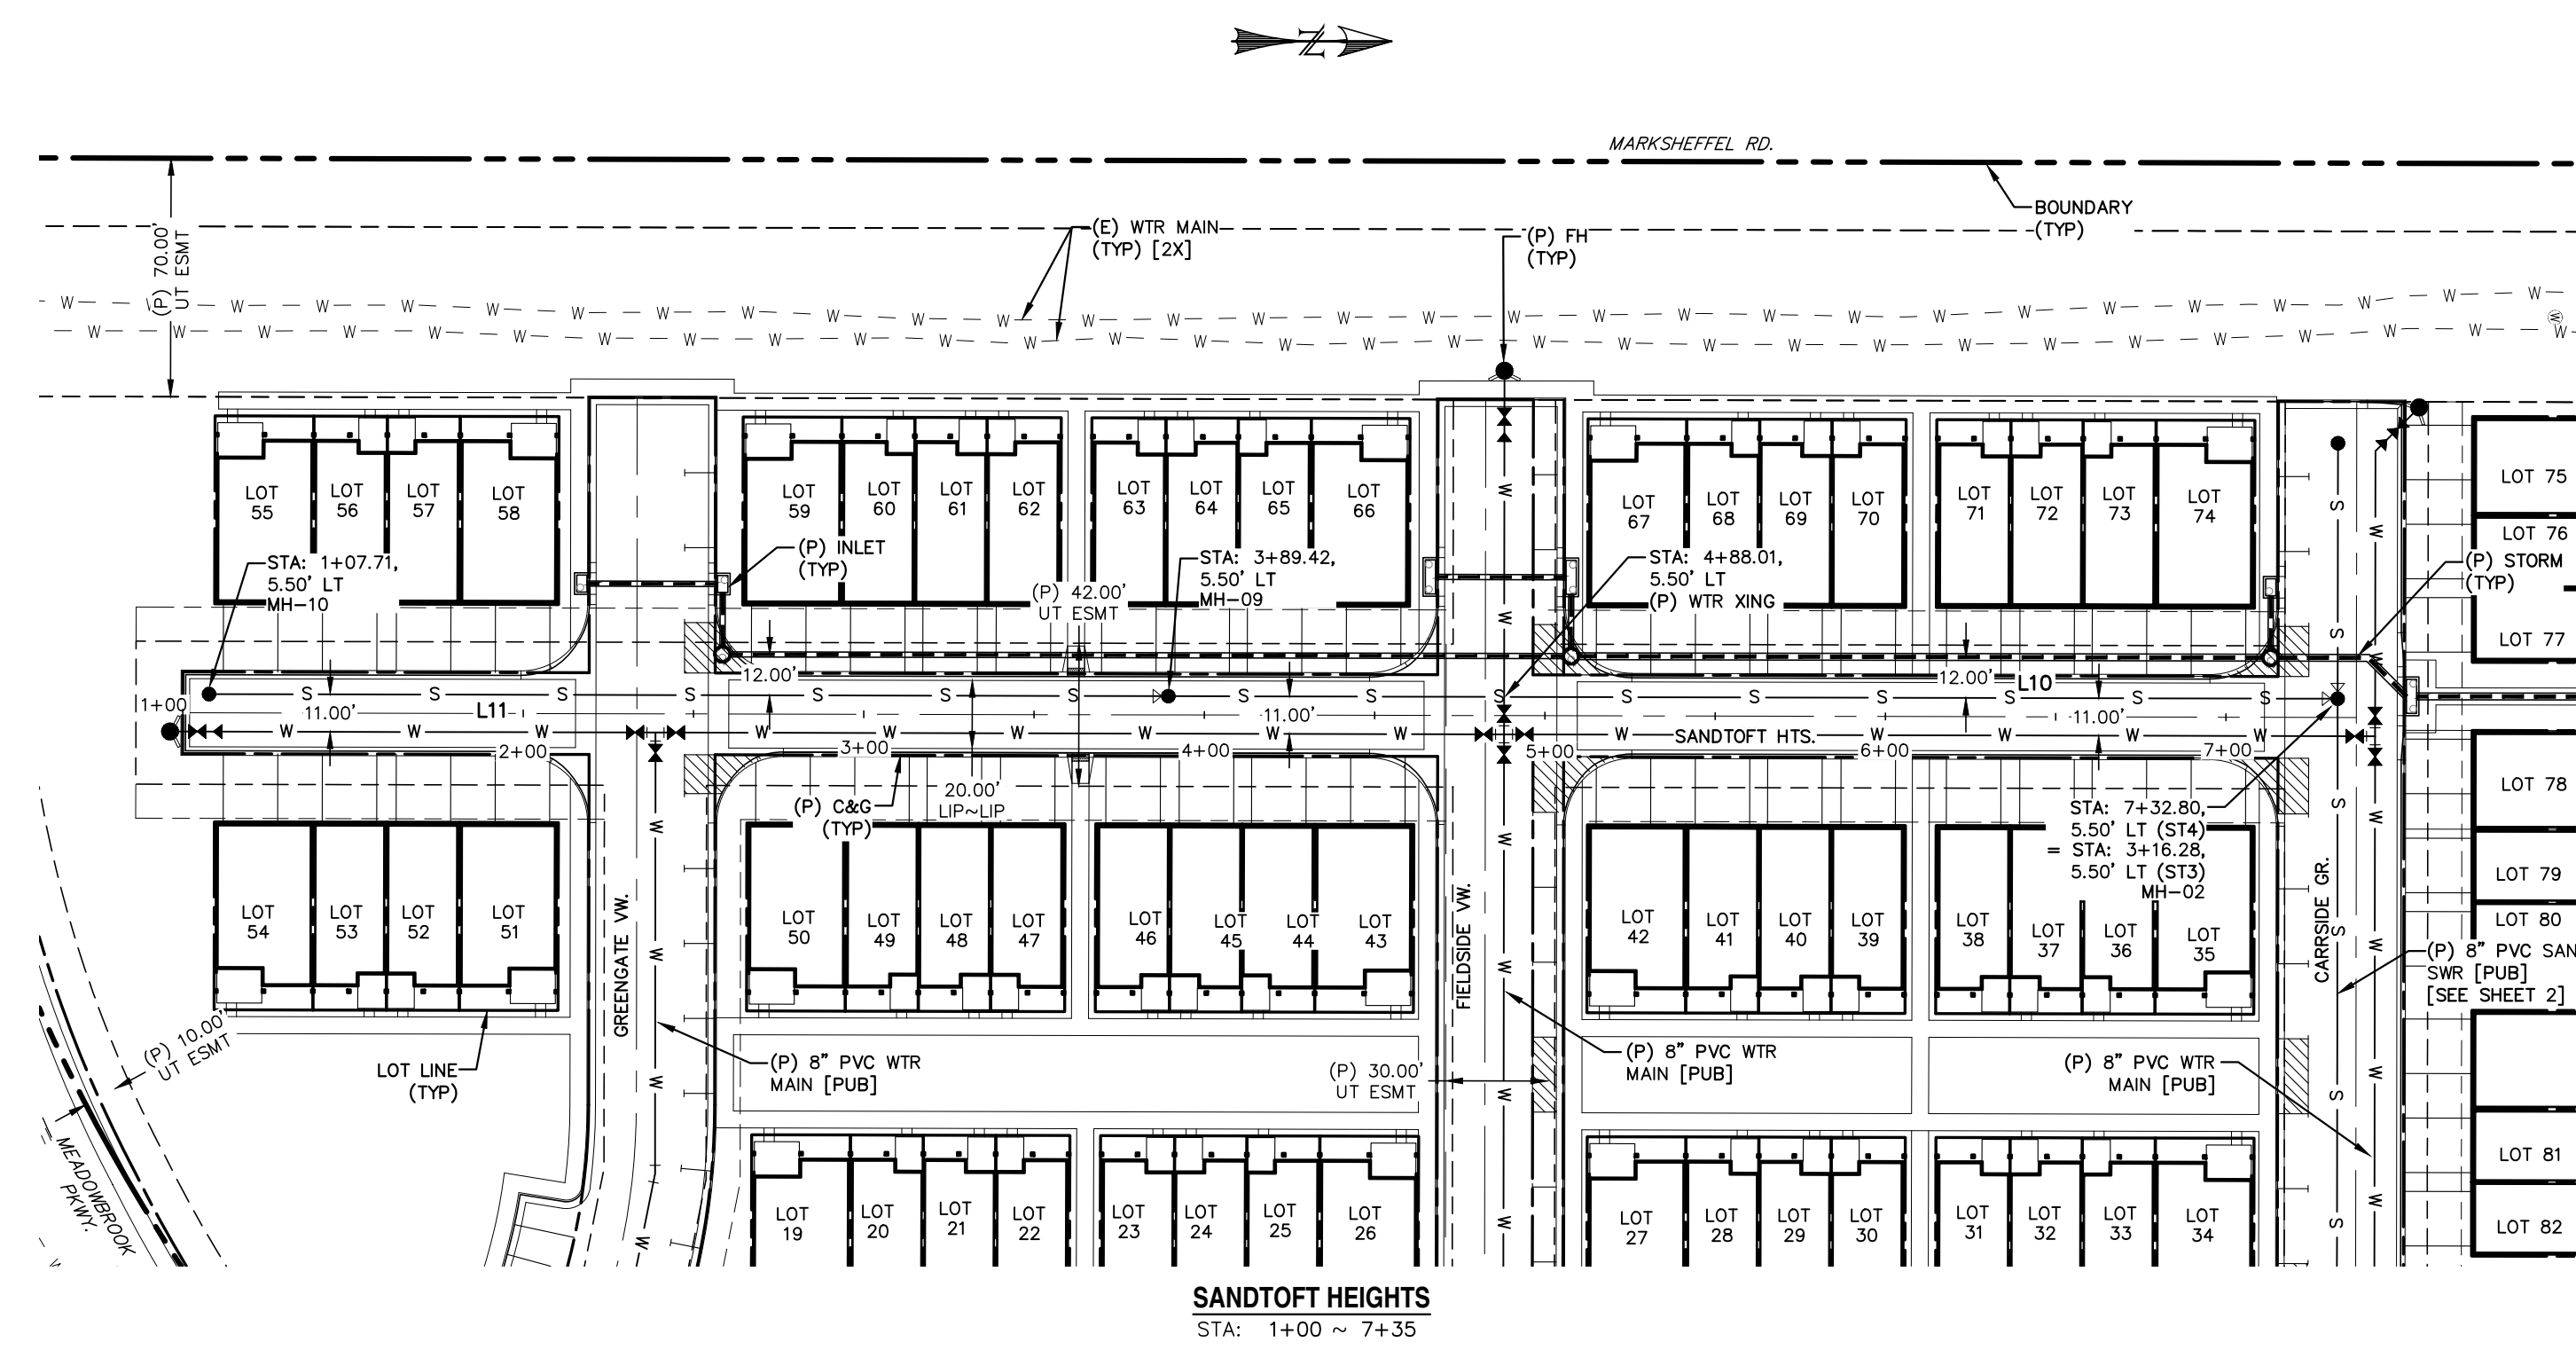 N
MARKSHEFFEL RD.
BOUNDARY
(TYP)
(P) 70.00'
UT ESMT
(E) WTR MAIN
(TYP) [2X]
(P) FH
(TYP)
W W W W W W W W W W W W W W W W W W W W W W W W W W W W W W
W W W W W W W W W W W W W W W W W W W W W W W W W W W W W W
LOT
55
LOT
56
LOT
57
LOT
58
LOT
59
LOT
60
LOT
61
LOT
62
LOT
63
LOT
64
LOT
65
LOT
66
LOT
67
LOT
68
LOT
69
LOT
70
LOT
71
LOT
72
LOT
73
LOT
74
LOT 75
LOT 76
LOT 77
STA: 1+07.71,
5.50' LT
MH-10
(P) INLET
(TYP)
(P) 42.00'
UT ESMT
STA: 3+89.42,
5.50' LT
MH-09
STA: 4+88.01,
5.50' LT
(P) WTR XING
(P) STORM
(TYP)
12.00'
12.00'
L10
S S S S S S S S S S S S S S S
1+00
11.00'
L11
11.00'
11.00'
W W W W W W W W W W W W W
SANDTOFT HTS.
2+00
3+00
4+00
5+00
6+00
7+00
(P) C&G
(TYP)
20.00'
LIP~LIP
STA: 7+32.80,
5.50' LT (ST4)
= STA: 3+16.28,
5.50' LT (ST3)
MH-02
LOT 78
LOT 79
LOT 80
LOT
54
LOT
53
LOT
52
LOT
51
GREENGATE VW.
LOT
50
LOT
49
LOT
48
LOT
47
LOT
46
LOT
45
LOT
44
LOT
43
FIELDSIDE VW.
LOT
42
LOT
41
LOT
40
LOT
39
LOT
38
LOT
37
LOT
36
LOT
35
CARRSIDE GR.
(P) 8" PVC SAN
SWR [PUB]
[SEE SHEET 2]
(P) 10.00'
UT ESMT
LOT LINE
(TYP)
(P) 8" PVC WTR
MAIN [PUB]
(P) 30.00'
UT ESMT
(P) 8" PVC WTR
MAIN [PUB]
(P) 8" PVC WTR
MAIN [PUB]
MEADOWBROOK
PKWY.
LOT
19
LOT
20
LOT
21
LOT
22
LOT
23
LOT
24
LOT
25
LOT
26
LOT
27
LOT
28
LOT
29
LOT
30
LOT
31
LOT
32
LOT
33
LOT
34
LOT 81
LOT 82
SANDTOFT HEIGHTS
STA: 1+00 ~ 7+35